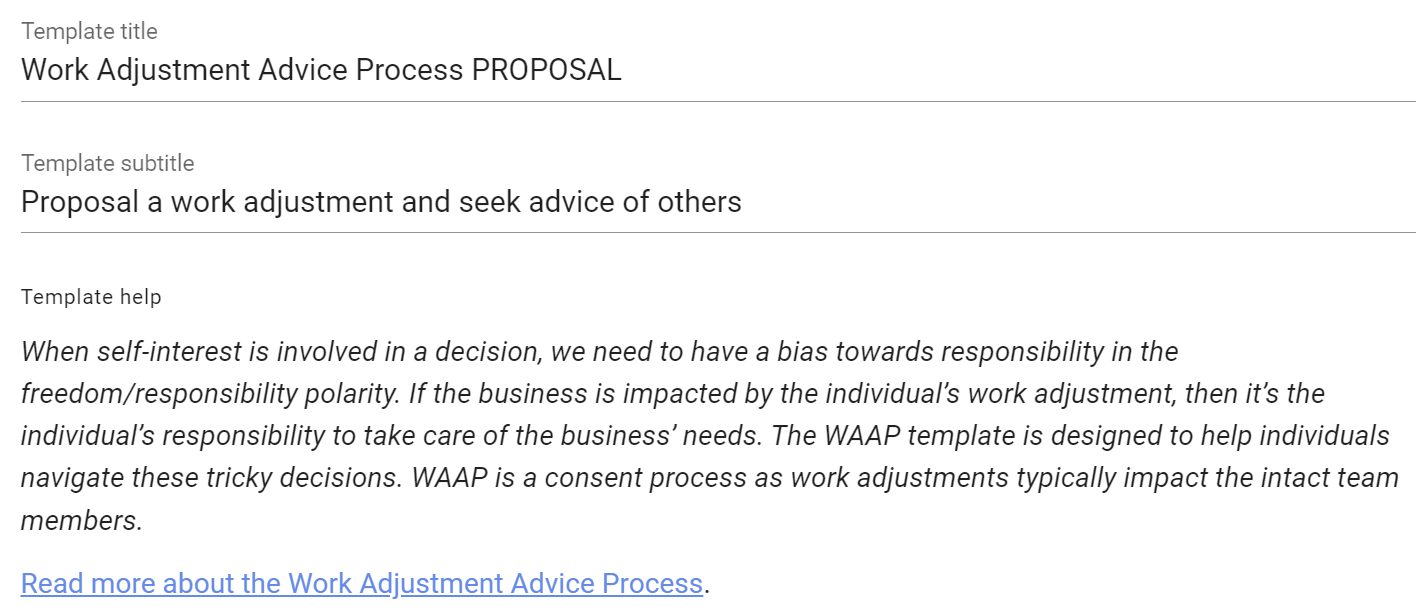 Template title
Work Adjustment Advice Process PROPOSAL
Template subtitle
Proposal a work adjustment and seek advice of others
Template help
When self-interest is involved in a decision, we need to have a bias towards responsibility in the
freedom/responsibility polarity. If the business is impacted by the individual’s work adjustment, then it’s the
individual’s responsibility to take care of the business’ needs. The WAAP template is designed to help individuals
navigate these tricky decisions. WAAP is a consent process as work adjustments typically impact the intact team
members.
Read more about the Work Adjustment Advice Process.